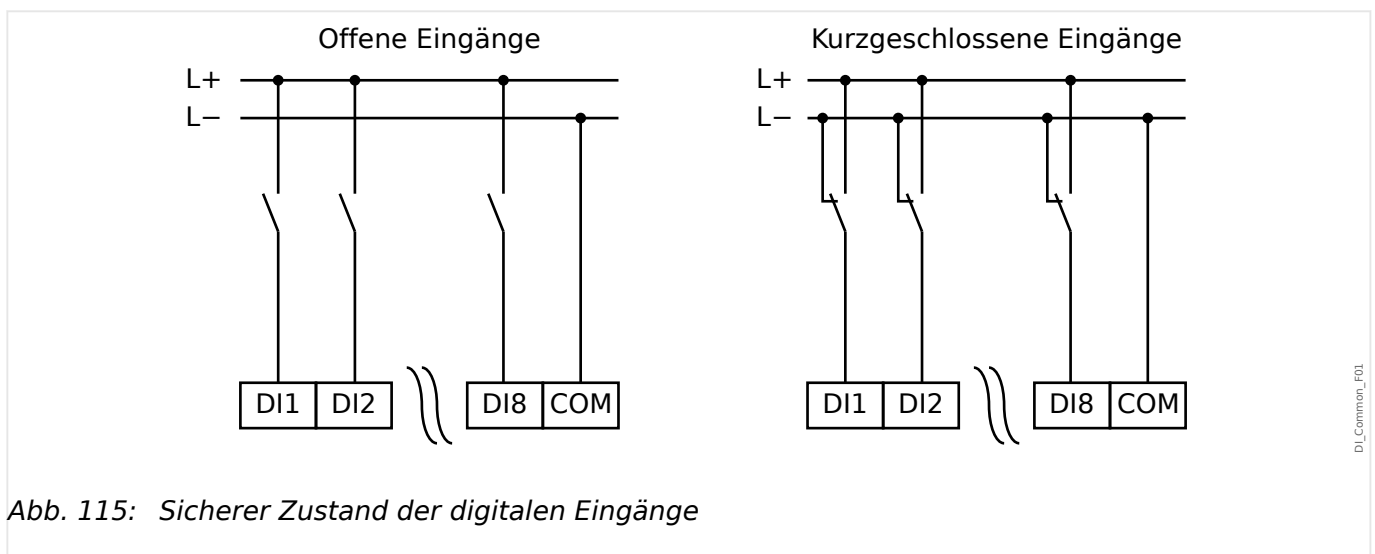 Offene Eingänge
Kurzgeschlossene Eingänge
L+
L−
L+
L−
DI1 DI2 DI8 COM
DI1 DI2 DI8 COM
DI_Common_F01
Abb. 115: Sicherer Zustand der digitalen Eingänge